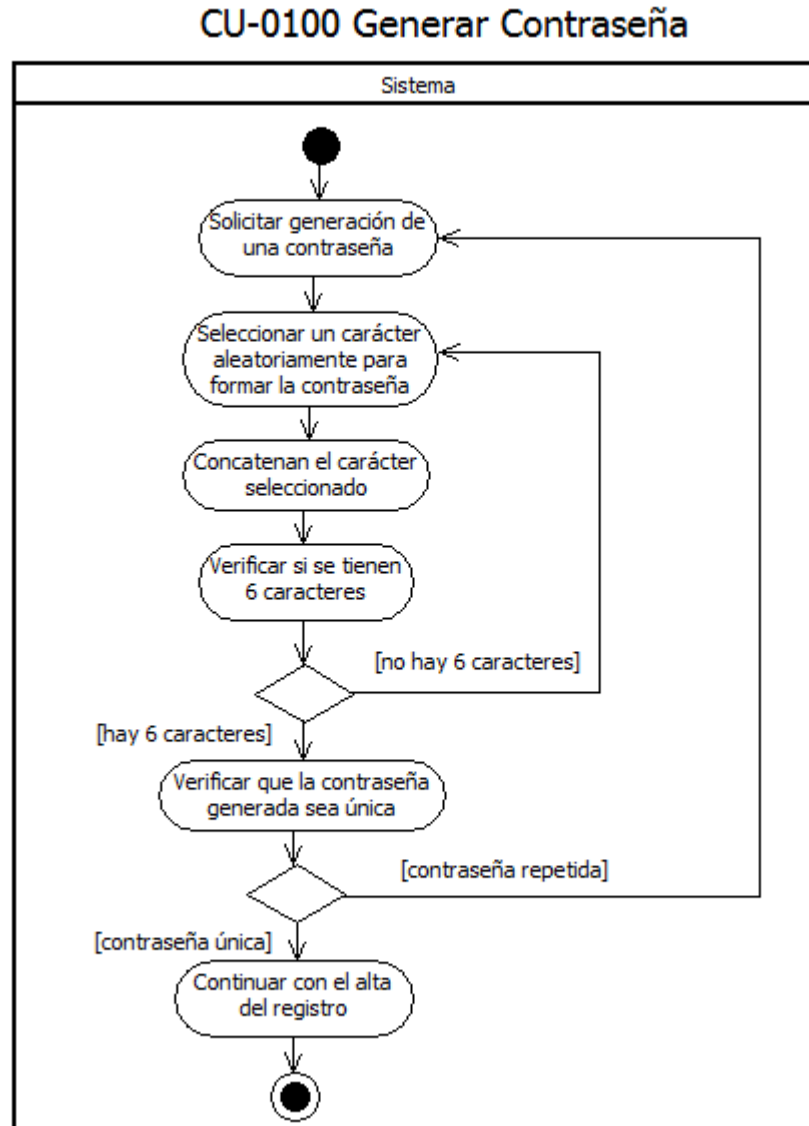 CU-0100 Generar Contraseña
Sistema
Solicitar generación de
una contraseña
Seleccionar un carácter
aleatoriamente para
formar la contraseña
Concatenan el carácter
seleccionado
Verificar si se tienen
6 caracteres
[no hay 6 caracteres]
[hay 6 caracteres]
Verificar que la contraseña
generada sea única
[contraseña repetida]
[contraseña única]
Continuar con el alta
del registro